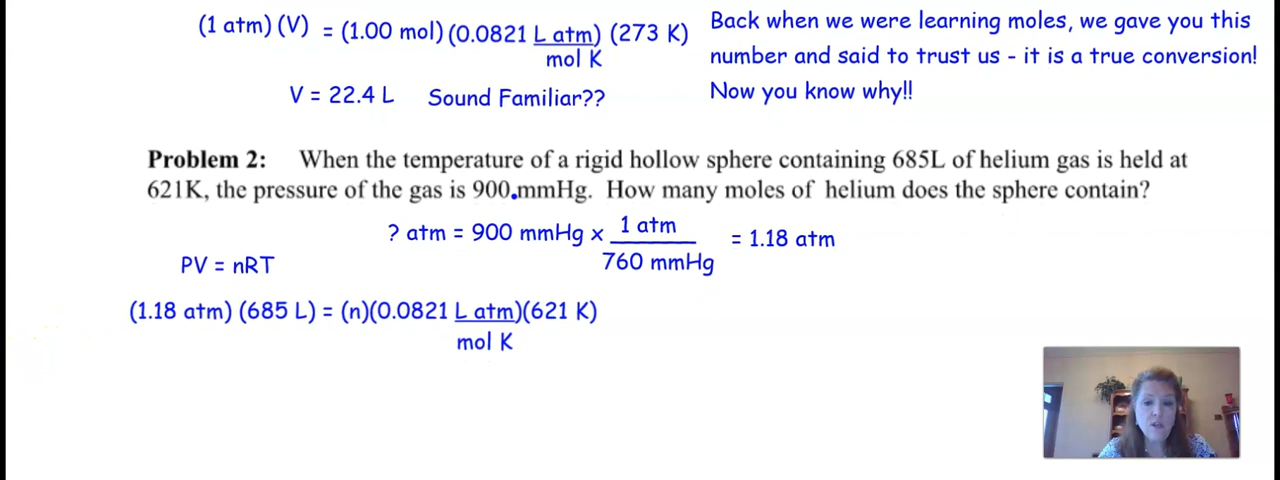 (1 atm) (V) = (1.00 mol) (0.0821 L atm) (273 K)
mol K
V = 22.4 L Sound Familiar??
Back when we were learning moles, we gave you this
number and said to trust us - it is a true conversion!
Now you know why!!
Problem 2: When the temperature of a rigid hollow sphere containing 685L of helium gas is held at
621K, the pressure of the gas is 900.mmHg. How many moles of helium does the sphere contain?
? atm = 900 mmHg x 1 atm = 1.18 atm
760 mmHg
PV = nRT
(1.18 atm) (685 L) = (n)(0.0821 L atm)(621 K)
mol K